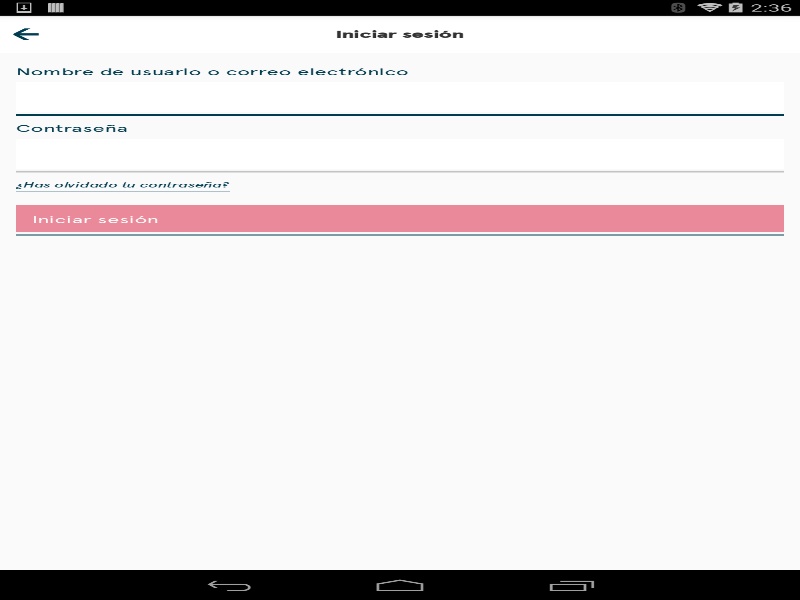 2:36
Iniciar sesión
Nombre de usuario o correo electrónico
Contraseña
¿Has olvidado tu contraseña?
Iniciar sesión